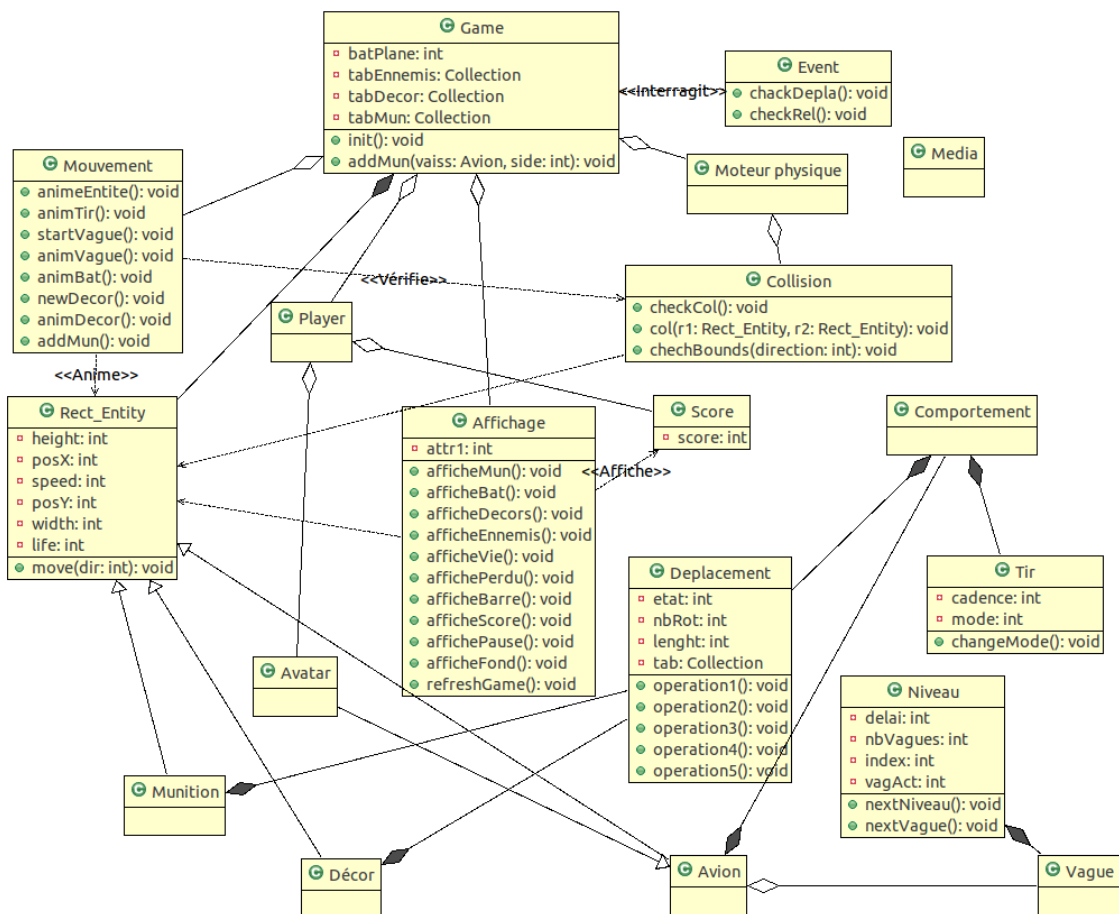 Game
batPlane: int
tabEnnemis: Collection
tabDecor: Collection
tabMun: Collection
init(): void
addMun(vaiss: Avion, side: int): void
<<Interragit>>
Event
chackDepla(): void
checkRel(): void
Media
Moteur physique
Mouvement
animeEntite(): void
animTir(): void
startVague(): void
animVague(): void
animBat(): void
newDecor(): void
animDecor(): void
addMun(): void
<<Vérifie>>
Collision
checkCol(): void
col(r1: Rect_Entity, r2: Rect_Entity): void
chechBounds(direction: int): void
Player
<<Anime>>
Rect_Entity
height: int
posX: int
speed: int
posY: int
width: int
life: int
move(dir: int): void
Affichage
attr1: int
afficheMun(): void
afficheBat(): void
afficheDecors(): void
afficheEnnemis(): void
afficheVie(): void
affichePerdu(): void
afficheBarre(): void
afficheScore(): void
affichePause(): void
afficheFond(): void
refreshGame(): void
<<Affiche>>
Score
score: int
Comportement
Deplacement
etat: int
nbRot: int
lenght: int
tab: Collection
operation1(): void
operation2(): void
operation3(): void
operation4(): void
operation5(): void
Tir
cadence: int
mode: int
changeMode(): void
Avatar
Niveau
delai: int
nbVagues: int
index: int
vagAct: int
nextNiveau(): void
nextVague(): void
Munition
Décor
Avion
Vague